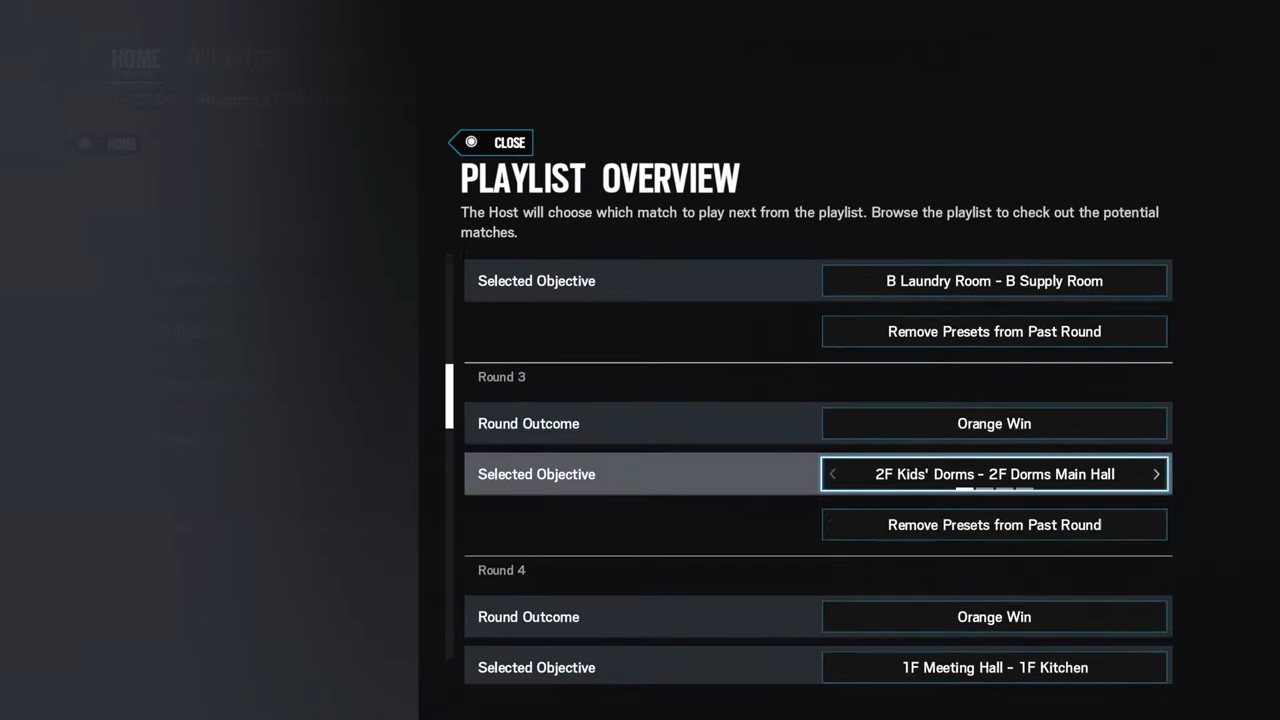 HOME
HOME
CLOSE
PLAYLIST OVERVIEW
The Host will choose which match to play next from the playlist. Browse the playlist to check out the potential
matches.
Selected Objective
B Laundry Room - B Supply Room
Remove Presets from Past Round
Round 3
Round Outcome
Orange Win
Selected Objective
2F Kids' Dorms - 2F Dorms Main Hall
Remove Presets from Past Round
Round 4
Round Outcome
Orange Win
Selected Objective
1F Meeting Hall - 1F Kitchen